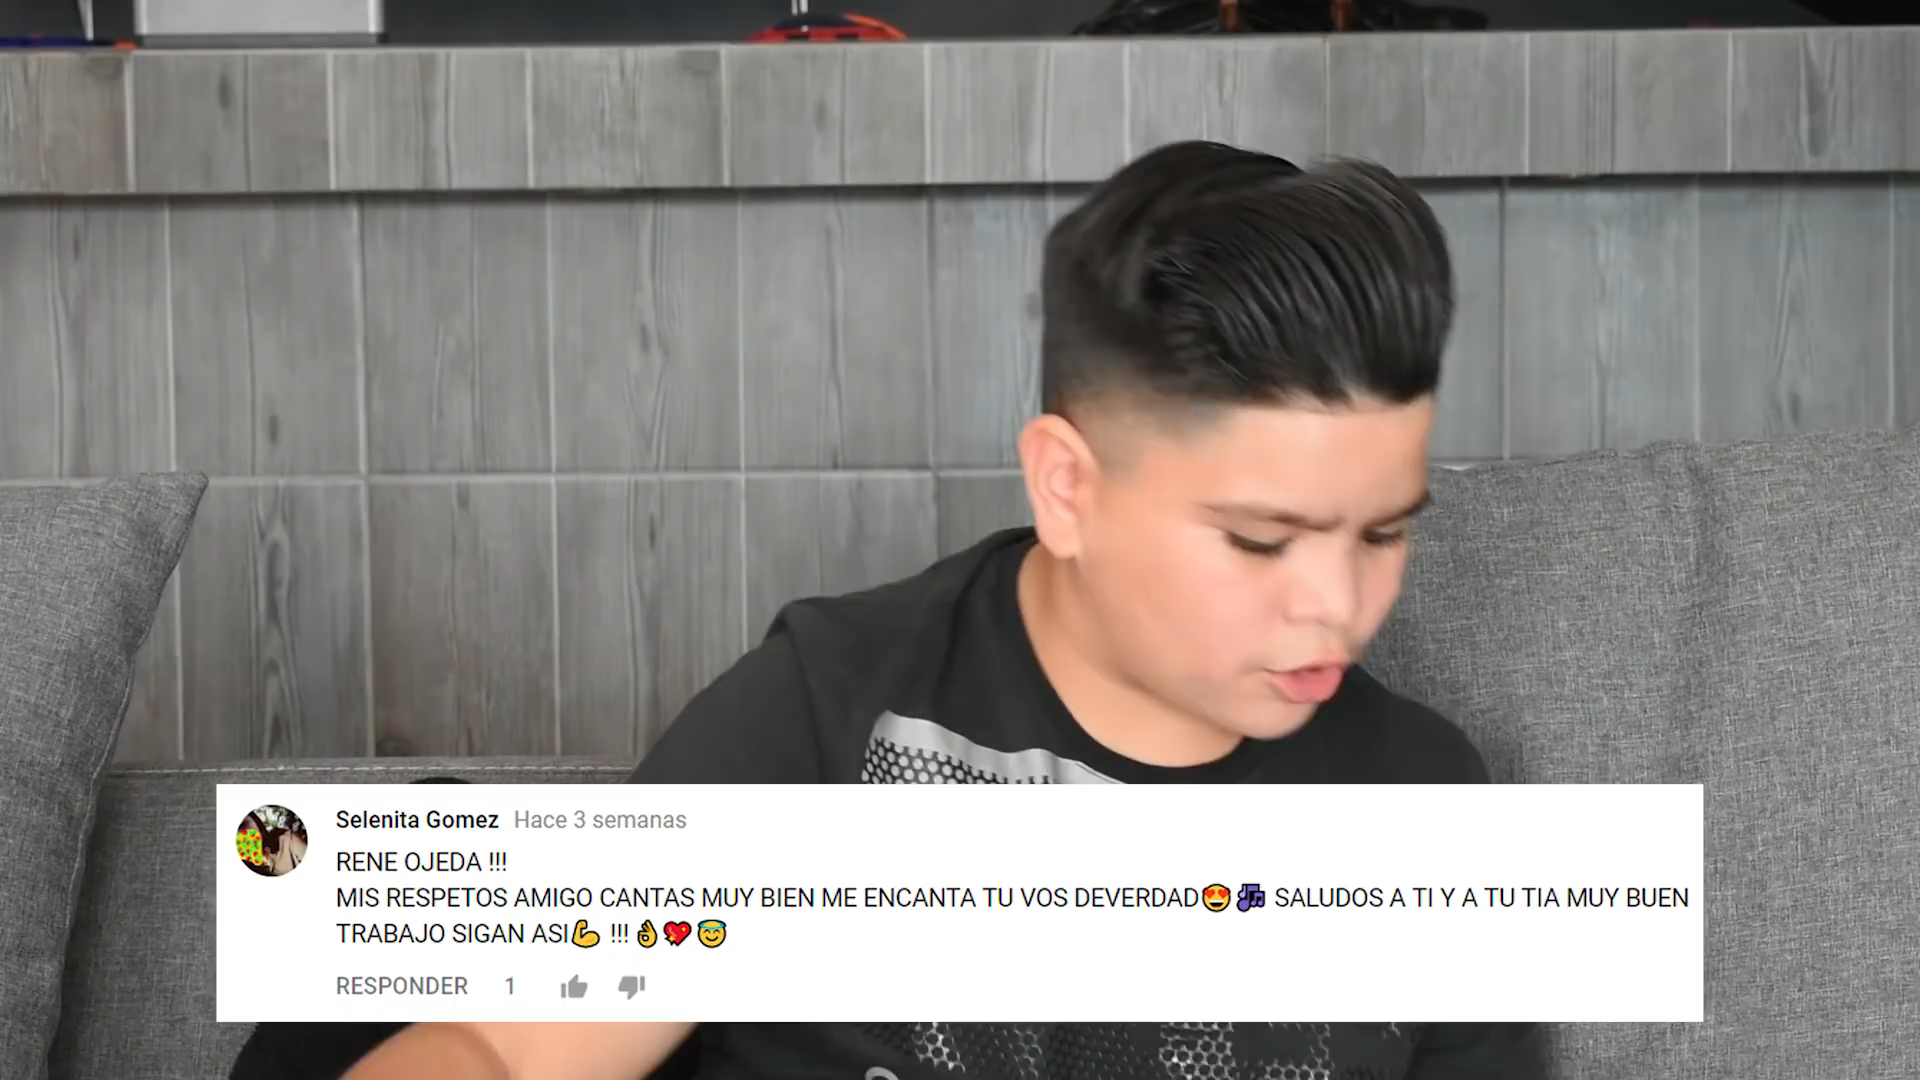 Selenita Gomez Hace 3 semanas
RENE OJEDA !!!
MIS RESPETOS AMIGO CANTAS MUY BIEN ME ENCANTA TU VOS DEVERDAD😍🎶 SALUDOS A TI Y A TU TIA MUY BUEN
TRABAJO SIGAN ASI💪 !!!👌💖😇
RESPONDER 1